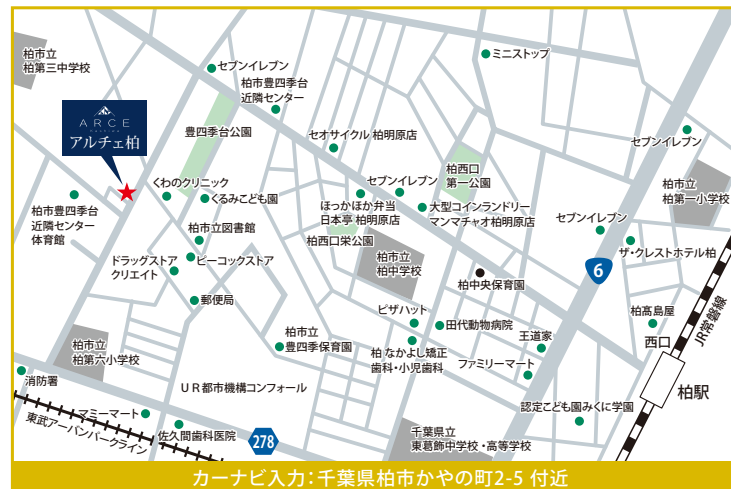 柏市立
柏第三中学校
セブンイレブン
柏市豊四季台
近隣センター
ミニストップ
ARCE
アルチェ柏
豊四季台公園
セオサイクル 柏明原店
セブンイレブン
柏西口
第一公園
柏市立
柏第一小学校
くわのクリニック
くるみこども園
セブンイレブン
ほっかほか弁当
日本亭 柏明原店
大型コインランドリー
マンマチャオ柏明原店
セブンイレブン
柏市豊四季台
近隣センター
体育館
柏市立図書館
柏西口栄公園
柏市立
柏中学校
ザ・クレストホテル柏
ドラッグストア
クリエイト
ピーコックストア
柏中央保育園
6
郵便局
ピザハット
田代動物病院
柏髙島屋
JR常磐線
西口
柏市立
柏第六小学校
柏市立
豊四季保育園
柏 なかよし矯正
歯科・小児歯科
王道家
ファミリーマート
柏駅
消防署
UR都市機構コンフォール
認定こども園みくに学園
マミーマート
東武アーバンパークライン
佐久間歯科医院
278
千葉県立
東葛飾中学校・高等学校
カーナビ入力:千葉県柏市かやの町2-5 付近